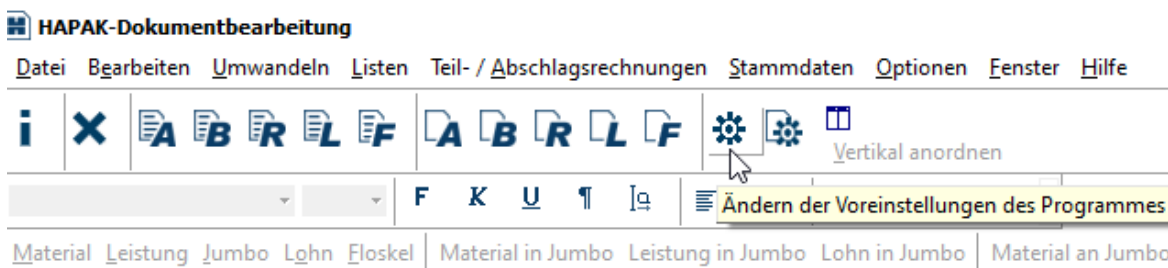 HAPAK-Dokumentbearbeitung
Datei Bearbeiten Umwandeln Listen Teil- / Abschlagsrechnungen Stammdaten Optionen Fenster Hilfe
i A B R L F A B R L F Vertikal anordnen
F K U ¶ Ändern der Voreinstellungen des Programmes
Material Leistung Jumbo Lohn Floskel Material in Jumbo Leistung in Jumbo Lohn in Jumbo Material an Jumbo